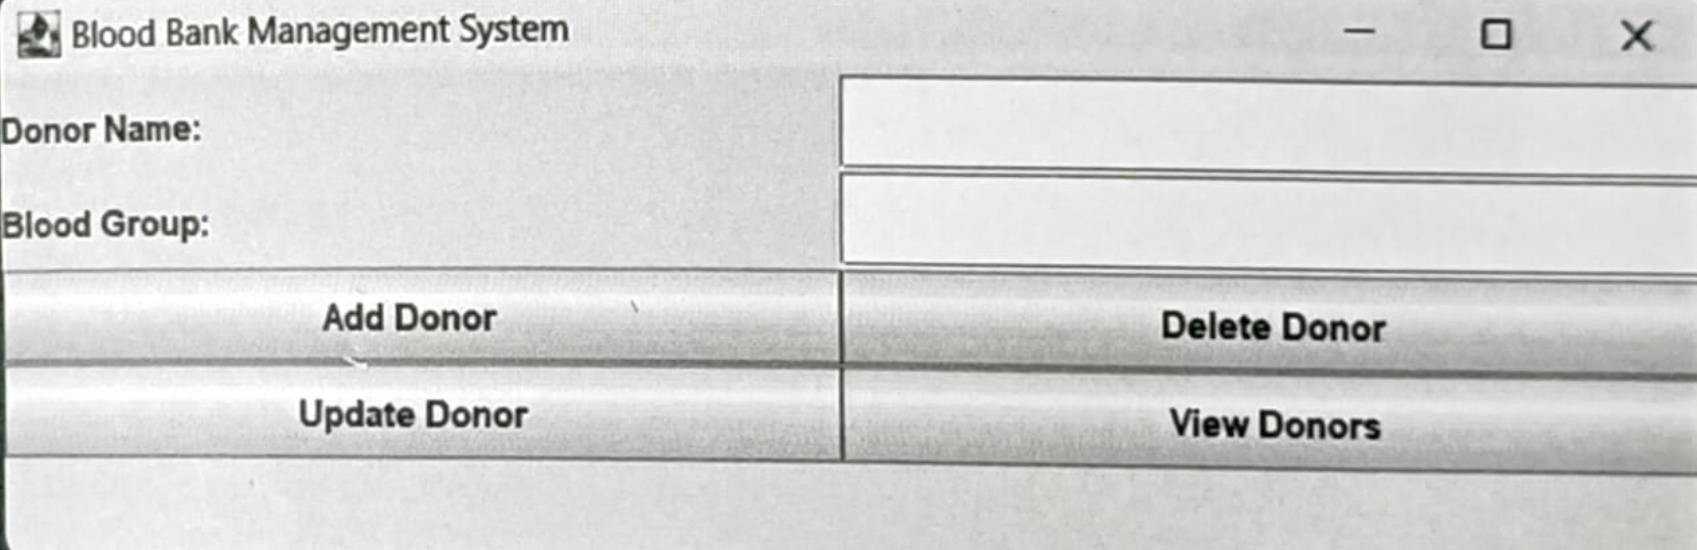 Blood Bank Management System
Donor Name:
Blood Group:
Add Donor
Delete Donor
Update Donor
View Donors